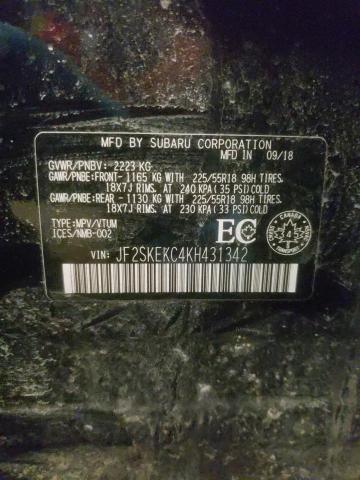 MFD BY SUBARU CORPORATION
MFD IN 09/18
GVWR/PNBV: 2223 KG
GAWR/PNBE:FRONT- 1165 KG WITH 225/55R18 98H TIRES.
18X7J RIMS. AT 240 KPA (35 PSI)COLD
GAWR/PNBE:REAR -1130 KG WITH 225/55R18 98H TIRES.
18X7J RIMS. AT 230 KPA (33 PSI)COLD
TYPE:MPV/VTUM
ICES/NMB-002
EC
CANADA
4
TRANSPORT
VIN: JF2SKEKC4KH431342